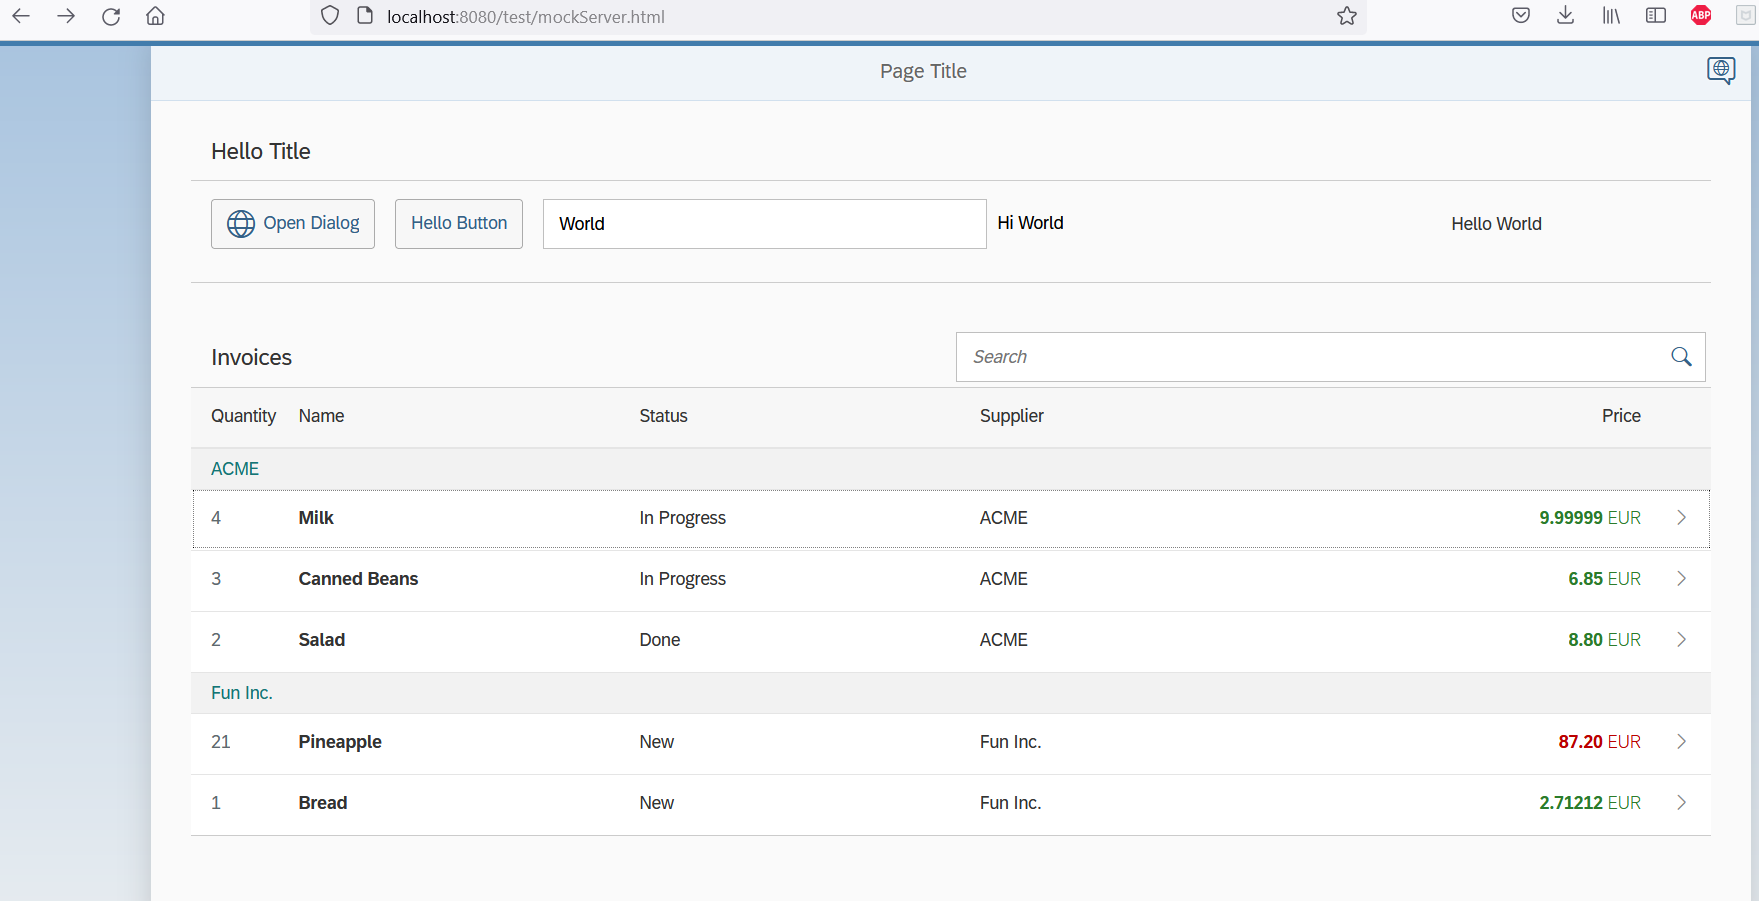 localhost:8080/test/mockServer.html
ABP
Page Title
Hello Title
Open Dialog Hello Button World Hi World Hello World
Invoices Search
Quantity Name Status Supplier Price
ACME
4 Milk In Progress ACME 9.99999 EUR
3 Canned Beans In Progress ACME 6.85 EUR
2 Salad Done ACME 8.80 EUR
Fun Inc.
21 Pineapple New Fun Inc. 87.20 EUR
1 Bread New Fun Inc. 2.71212 EUR